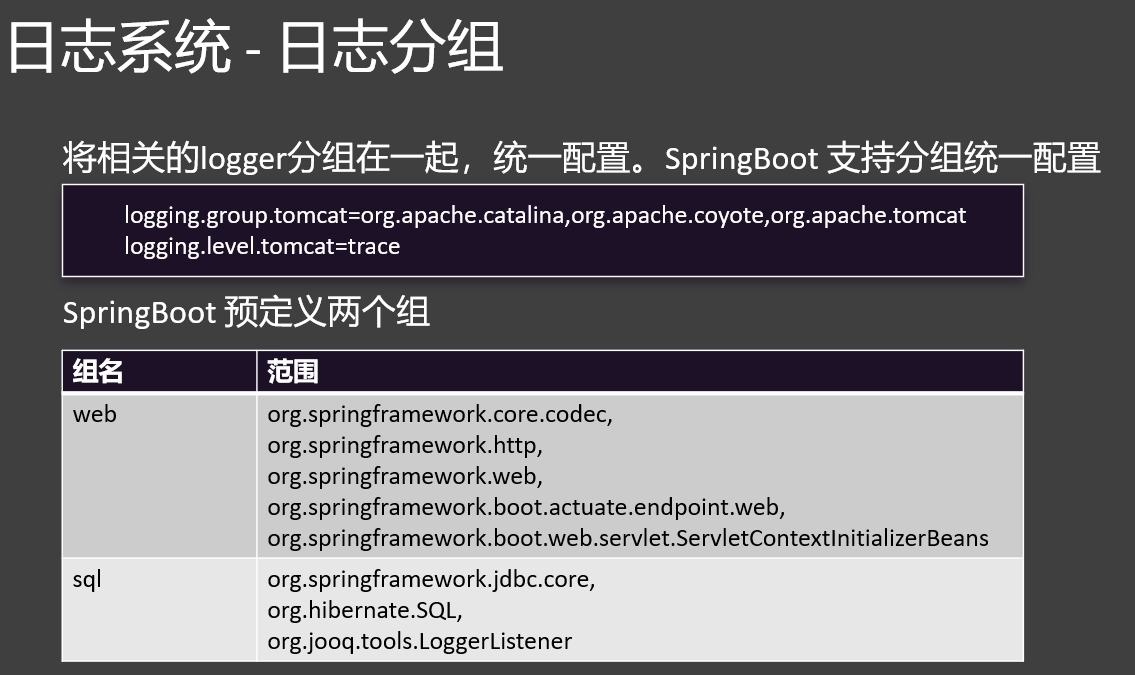 日志系统 - 日志分组
将相关的logger分组在一起，统一配置。SpringBoot 支持分组统一配置
logging.group.tomcat=org.apache.catalina,org.apache.coyote,org.apache.tomcat
logging.level.tomcat=trace
SpringBoot 预定义两个组
组名 范围
web org.springframework.core.codec,
org.springframework.http,
org.springframework.web,
org.springframework.boot.actuate.endpoint.web,
org.springframework.boot.web.servlet.ServletContextInitializerBeans
sql org.springframework.jdbc.core,
org.hibernate.SQL,
org.jooq.tools.LoggerListener